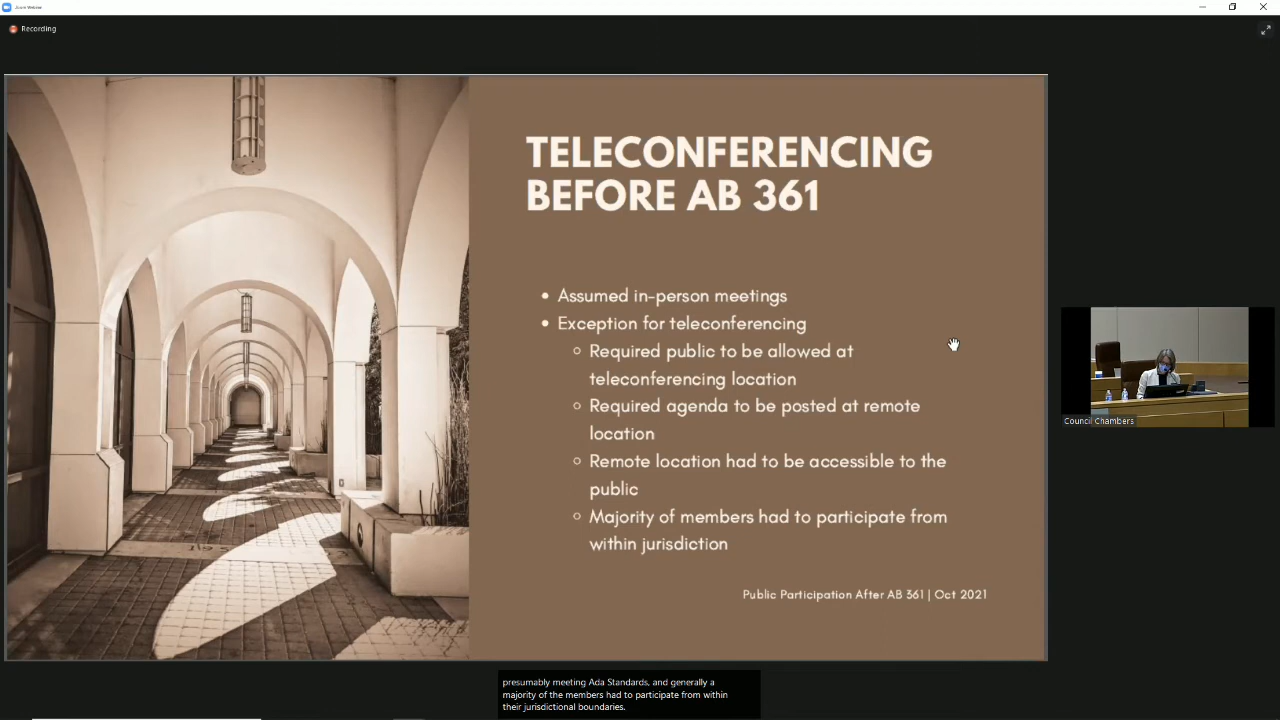 Zoom Webinar
Recording
TELECONFERENCING
BEFORE AB 361
• Assumed in-person meetings
• Exception for teleconferencing
○ Required public to be allowed at
teleconferencing location
○ Required agenda to be posted at remote
location
○ Remote location had to be accessible to the
public
○ Majority of members had to participate from
within jurisdiction
Public Participation After AB 361 | Oct 2021
Council Chambers
presumably meeting Ada Standards, and generally a
majority of the members had to participate from within
their jurisdictional boundaries.